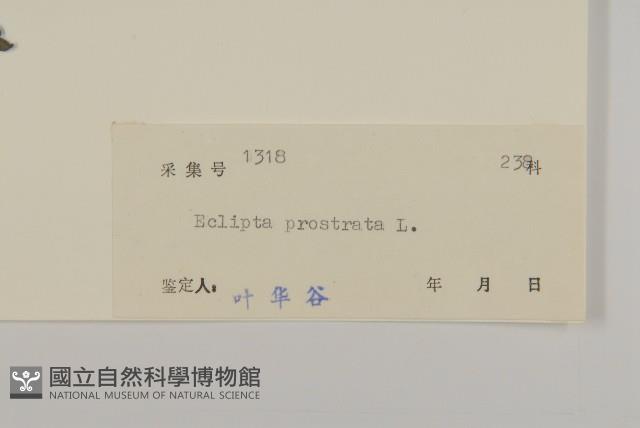 采集号 1318 238科
Eclipta prostrata L.
鉴定人: 叶华谷 年 月 日
國立自然科學博物館
NATIONAL MUSEUM OF NATURAL SCIENCE